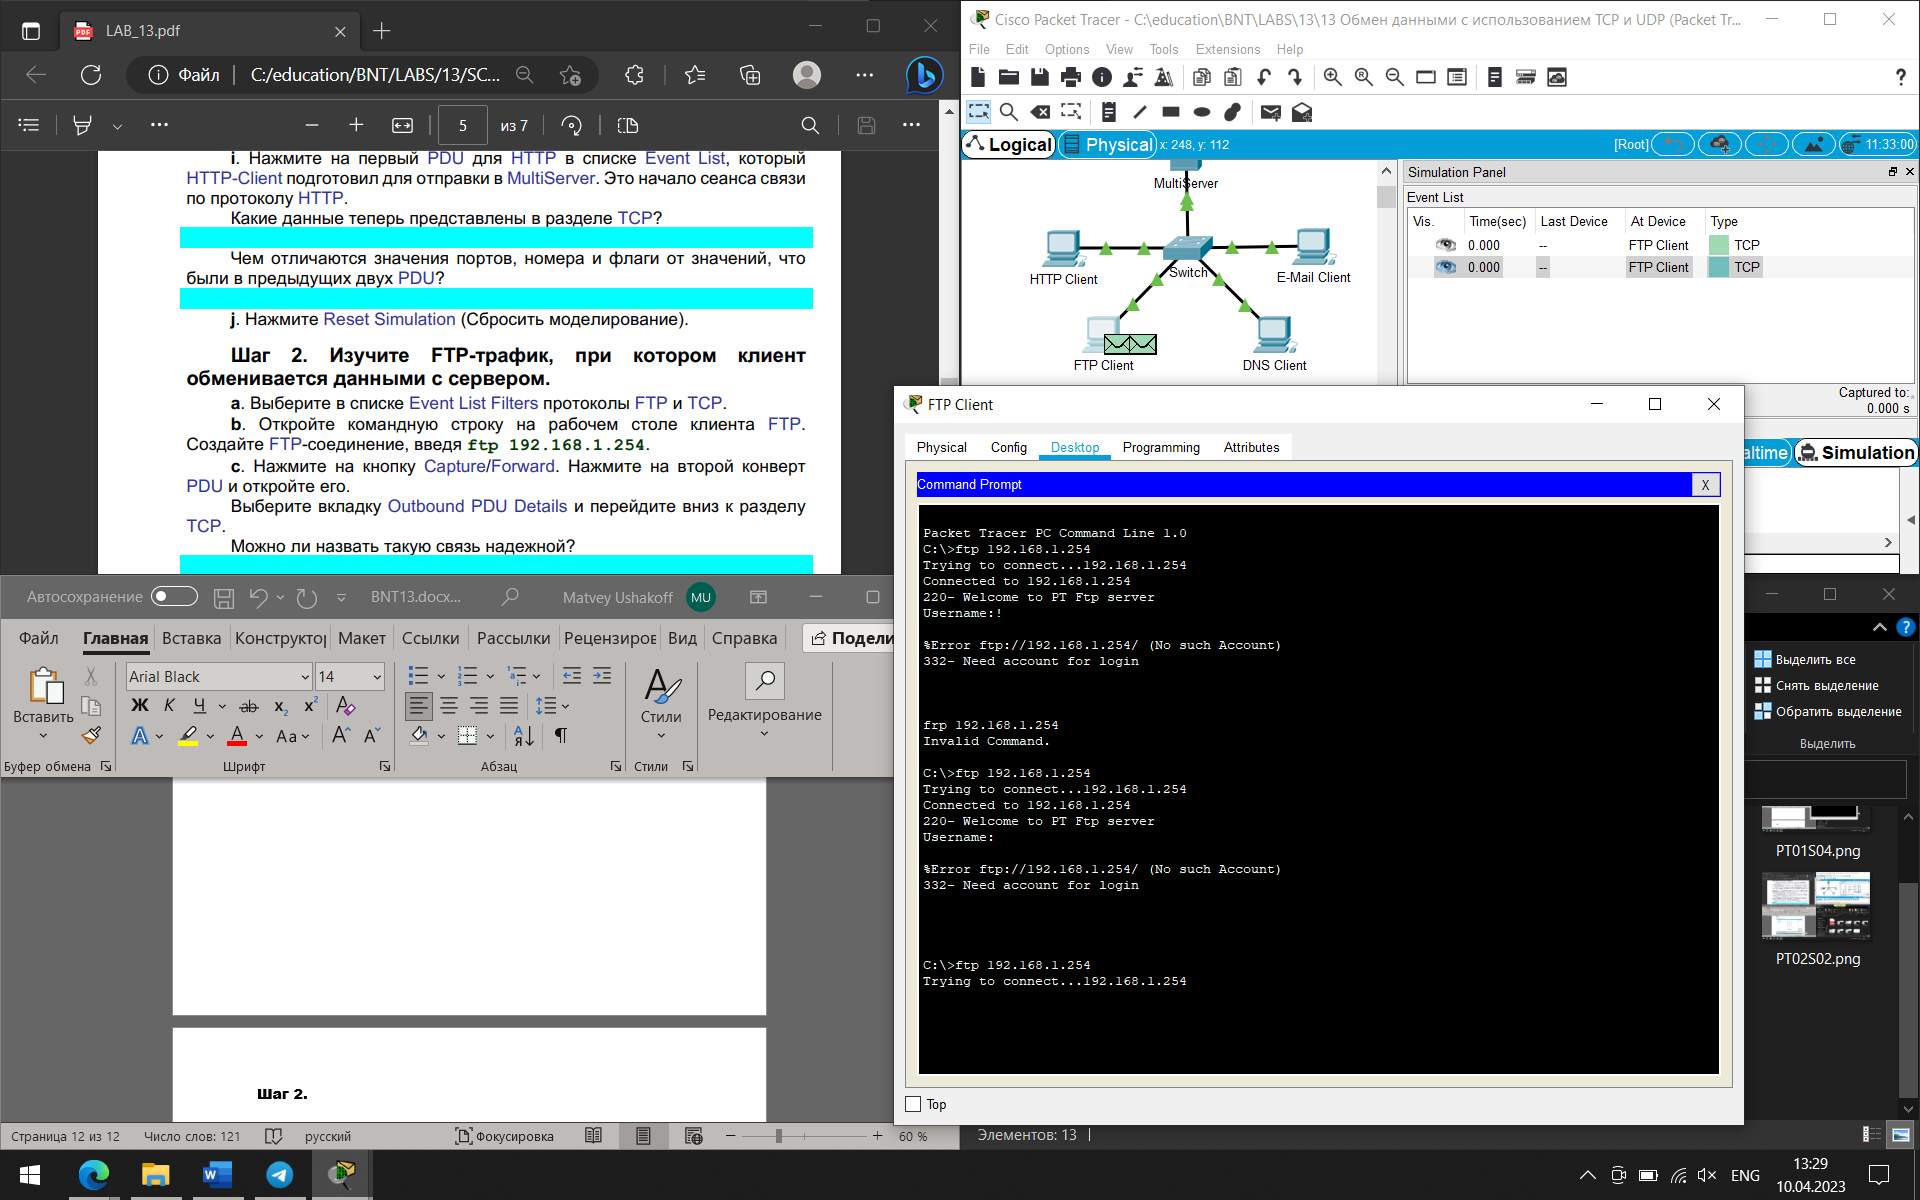 LAB_13.pdf
Файл
C:/education/BNT/LABS/13/SC...
5
из 7
i. Нажмите на первый PDU для HTTP в списке Event List, который
HTTP-Client подготовил для отправки в MultiServer. Это начало сеанса связи
по протоколу HTTP.
Какие данные теперь представлены в разделе TCP?
Чем отличаются значения портов, номера и флаги от значений, что
были в предыдущих двух PDU?
j. Нажмите Reset Simulation (Сбросить моделирование).
Шаг 2. Изучите FTP-трафик, при котором клиент
обменивается данными с сервером.
a. Выберите в списке Event List Filters протоколы FTP и TCP.
b. Откройте командную строку на рабочем столе клиента FTP.
Создайте FTP-соединение, введя ftp 192.168.1.254.
c. Нажмите на кнопку Capture/Forward. Нажмите на второй конверт
PDU и откройте его.
Выберите вкладку Outbound PDU Details и перейдите вниз к разделу
TCP.
Можно ли назвать такую связь надежной?
Cisco Packet Tracer - C:\education\BNT\LABS\13\13 Обмен данными с использованием TCP и UDP (Packet Tr...
File Edit Options View Tools Extensions Help
Logical
Physical
x: 248, y: 112
[Root]
11:33:00
MultiServer
HTTP Client
Switch
E-Mail Client
FTP Client
DNS Client
Simulation Panel
Event List
Vis. Time(sec) Last Device At Device Type
0.000 -- FTP Client TCP
0.000 -- FTP Client TCP
Captured to:
0.000 s
altime
Simulation
FTP Client
Physical Config Desktop Programming Attributes
Command Prompt
X
Packet Tracer PC Command Line 1.0
C:\>ftp 192.168.1.254
Trying to connect...192.168.1.254
Connected to 192.168.1.254
220- Welcome to PT Ftp server
Username:!
%Error ftp://192.168.1.254/ (No such Account)
332- Need account for login
frp 192.168.1.254
Invalid Command.
C:\>ftp 192.168.1.254
Trying to connect...192.168.1.254
Connected to 192.168.1.254
220- Welcome to PT Ftp server
Username:
%Error ftp://192.168.1.254/ (No such Account)
332- Need account for login
C:\>ftp 192.168.1.254
Trying to connect...192.168.1.254
Top
Автосохранение
BNT13.docx...
Matvey Ushakoff
MU
Файл Главная Вставка Конструктор Макет Ссылки Рассылки Рецензиров Вид Справка
Подели
Вставить
Буфер обмена
Arial Black
14
Ж К Ч
Aa
Шрифт
Абзац
Стили
Стили
Редактирование
Шаг 2.
Страница 12 из 12
Число слов: 121
русский
Фокусировка
60 %
Выделить все
Снять выделение
Обратить выделение
Выделить
PT01S04.png
PT02S02.png
Элементов: 13
ENG
13:29
10.04.2023